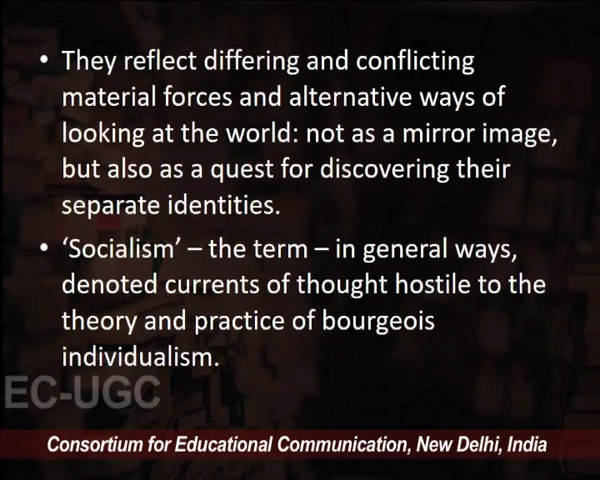 • They reflect differing and conflicting
material forces and alternative ways of
looking at the world: not as a mirror image,
but also as a quest for discovering their
separate identities.
• ‘Socialism’ – the term – in general ways,
denoted currents of thought hostile to the
theory and practice of bourgeois
individualism.
EC-UGC
Consortium for Educational Communication, New Delhi, India